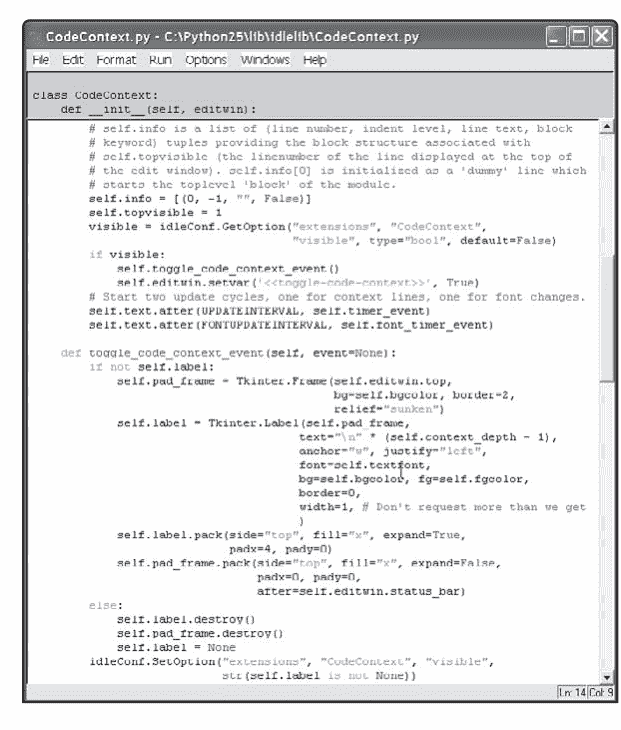 CodeContext.py - C:\Python25\lib\idlelib\CodeContext.py
File Edit Format Run Options Windows Help
class CodeContext:
    def __init__(self, editwin):
        # self.info is a list of (line number, indent level, line text, block
        # keyword) tuples providing the block structure associated with
        # self.topvisible (the linenumber of the line displayed at the top of
        # the edit window). self.info[0] is initialized as a 'dummy' line which
        # starts the toplevel 'block' of the module.
        self.info = [(0, -1, "", False)]
        self.topvisible = 1
        visible = idleConf.GetOption("extensions", "CodeContext",
                                     "visible", type="bool", default=False)
        if visible:
            self.toggle_code_context_event()
            self.editwin.setvar('<<toggle-code-context>>', True)
        # Start two update cycles, one for context lines, one for font changes.
        self.text.after(UPDATEINTERVAL, self.timer_event)
        self.text.after(FONTUPDATEINTERVAL, self.font_timer_event)
    def toggle_code_context_event(self, event=None):
        if not self.label:
            self.pad_frame = Tkinter.Frame(self.editwin.top,
                                           bg=self.bgcolor, border=2,
                                           relief="sunken")
            self.label = Tkinter.Label(self.pad_frame,
                                       text="\n" * (self.context_depth - 1),
                                       anchor="w", justify="left",
                                       font=self.textfont,
                                       bg=self.bgcolor, fg=self.fgcolor,
                                       border=0,
                                       width=1, # Don't request more than we get
                                       )
            self.label.pack(side="top", fill="x", expand=True,
                            padx=4, pady=0)
            self.pad_frame.pack(side="top", fill="x", expand=False,
                                padx=0, pady=0,
                                after=self.editwin.status_bar)
        else:
            self.label.destroy()
            self.pad_frame.destroy()
            self.label = None
        idleConf.SetOption("extensions", "CodeContext", "visible",
                           str(self.label is not None))
Ln: 14 Col: 9